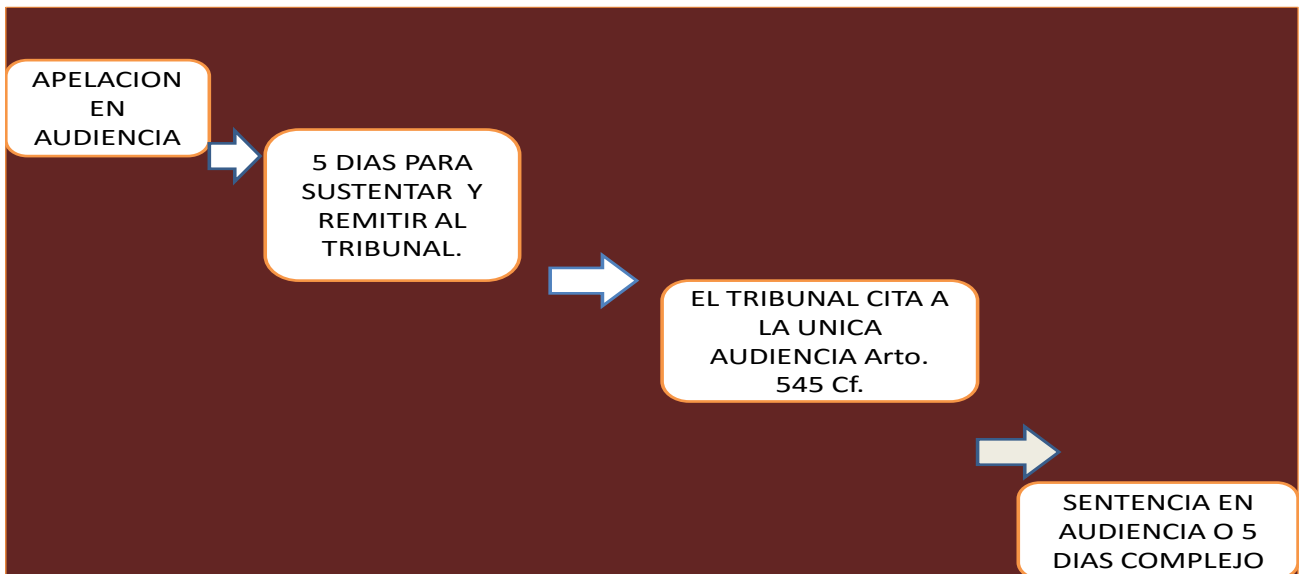 APELACION
EN
AUDIENCIA
5 DIAS PARA
SUSTENTAR Y
REMITIR AL
TRIBUNAL.
EL TRIBUNAL CITA A
LA UNICA
AUDIENCIA Arto.
545 Cf.
SENTENCIA EN
AUDIENCIA O 5
DIAS COMPLEJO